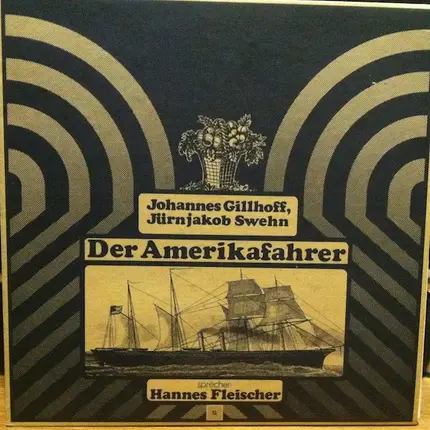 Johannes Gillhoff,
Jürnjakob Swehn
Der Amerikafahrer
sprecher:
Hannes Fleischer